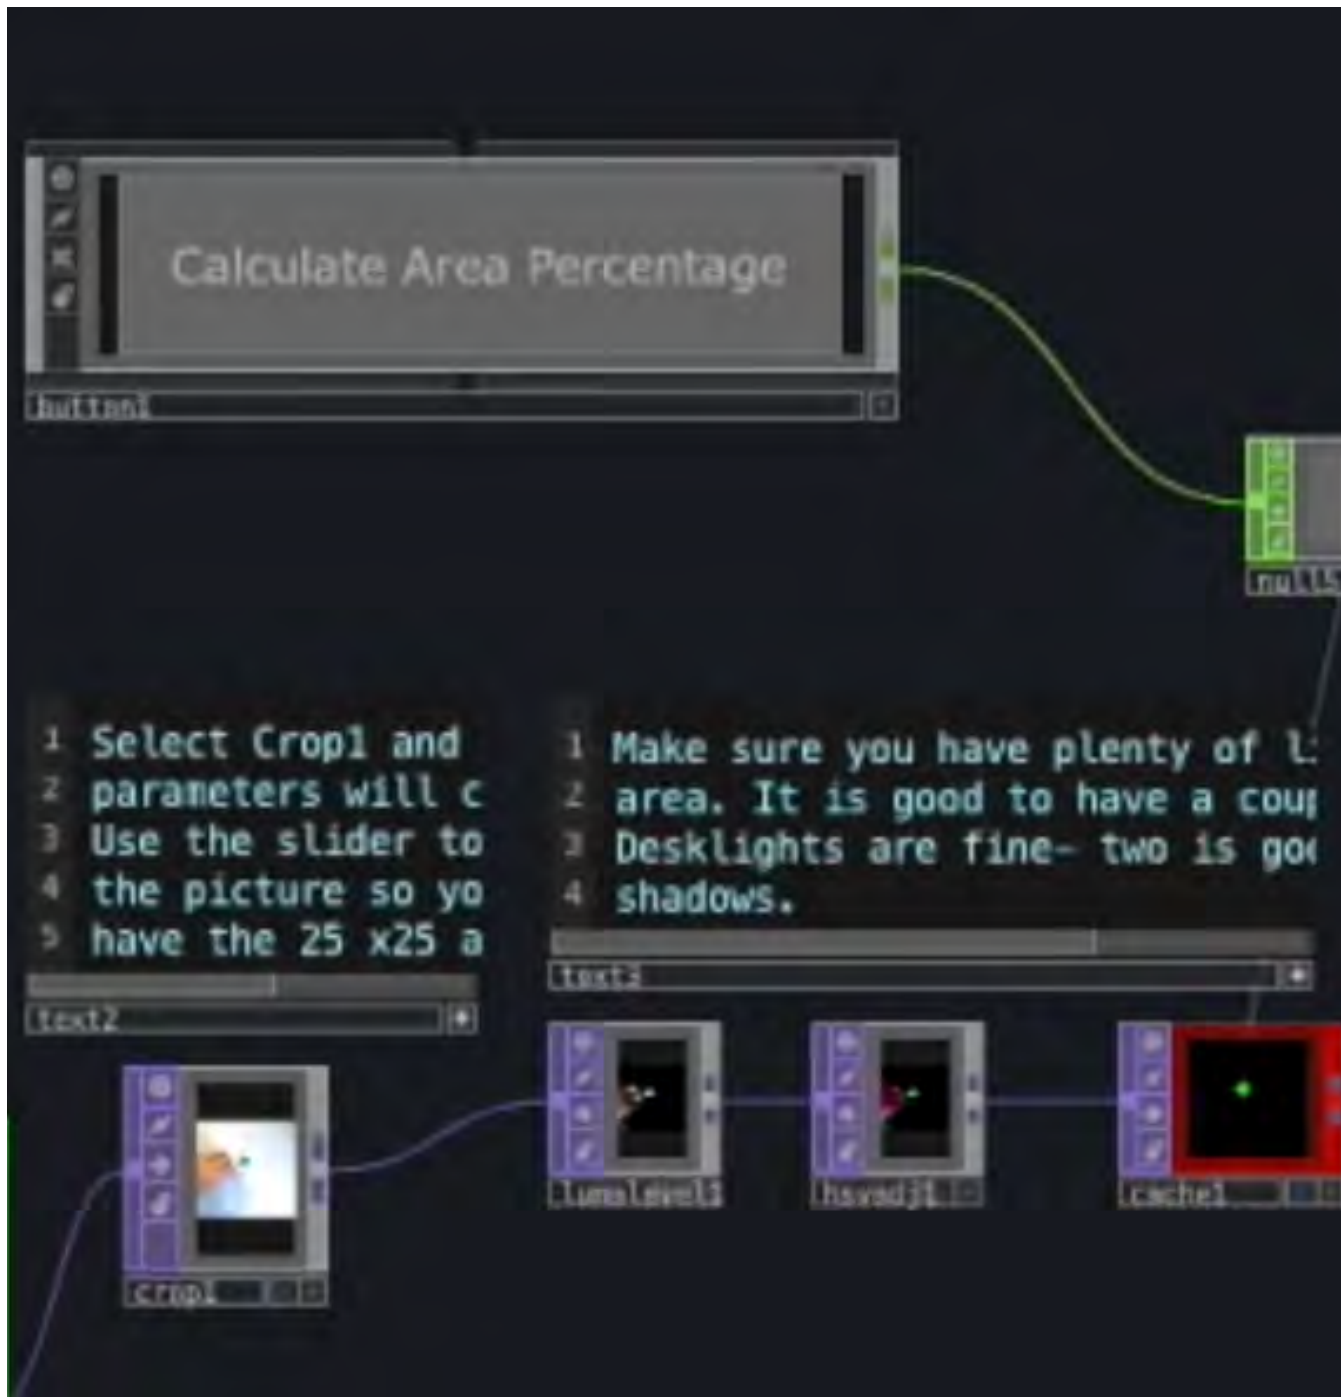 Calculate Area Percentage
button1
null5
1 Select Crop1 and
2 parameters will c
3 Use the slider to
4 the picture so yo
5 have the 25 x25 a
text2
1 Make sure you have plenty of li
2 area. It is good to have a coup
3 Desklights are fine- two is goo
4 shadows.
text3
crop1
lumalevel1
hsvadj1
cache1